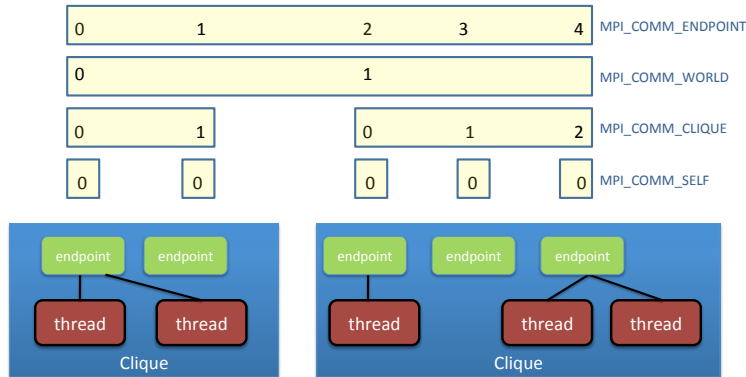 0 1 2 3 4 MPI_COMM_ENDPOINT
0 1 MPI_COMM_WORLD
0 1 0 1 2 MPI_COMM_CLIQUE
0 0 0 0 0 MPI_COMM_SELF
endpoint endpoint endpoint endpoint endpoint
thread thread thread thread thread
Clique Clique